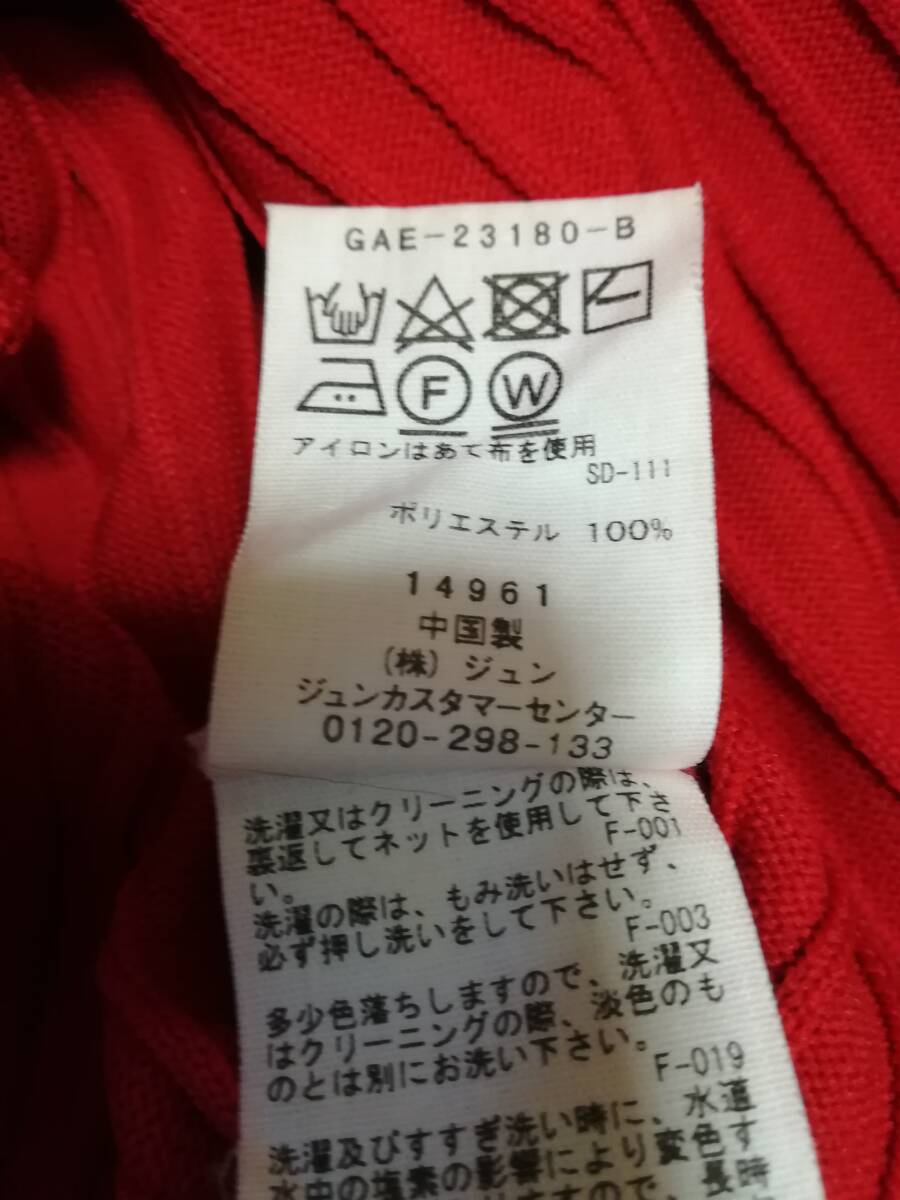 GAE-23180-B
F W
アイロンはあて布を使用
SD-111
ポリエステル 100%
14961
中国製
(株) ジュン
ジュンカスタマーセンター
0120-298-133
洗濯又はクリーニングの際は、
裏返してネットを使用して下さ
い。
F-001
洗濯の際は、もみ洗いはせず、
必ず押し洗いをして下さい。
F-003
多少色落ちしますので、洗濯又
はクリーニングの際、淡色のも
のとは別にお洗い下さい。
F-019
洗濯及びすすぎ洗い時に、水道
水中の塩素の影響により変色す
りますので、長時